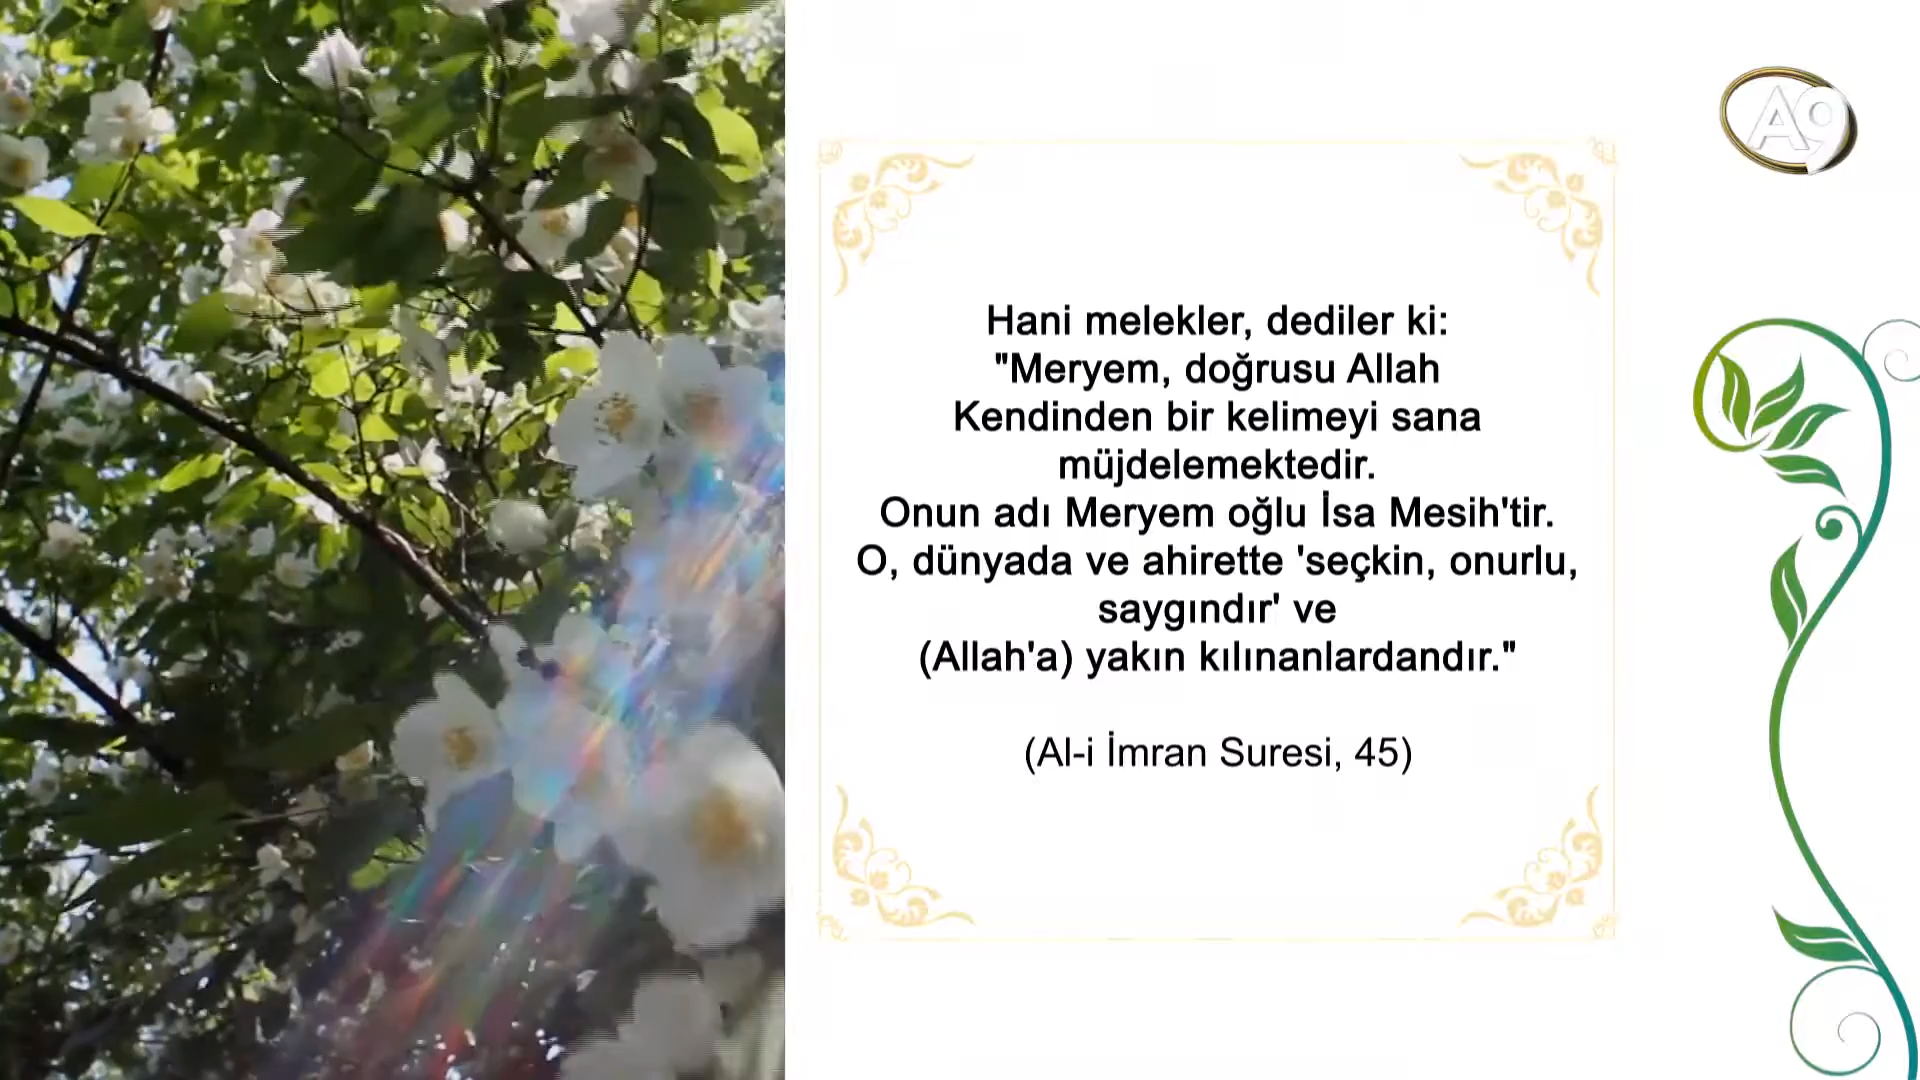 A9
Hani melekler, dediler ki:
"Meryem, doğrusu Allah
Kendinden bir kelimeyi sana
müjdelemektedir.
Onun adı Meryem oğlu İsa Mesih'tir.
O, dünyada ve ahirette 'seçkin, onurlu,
saygındır' ve
(Allah'a) yakın kılınanlardandır."
(Al-i İmran Suresi, 45)